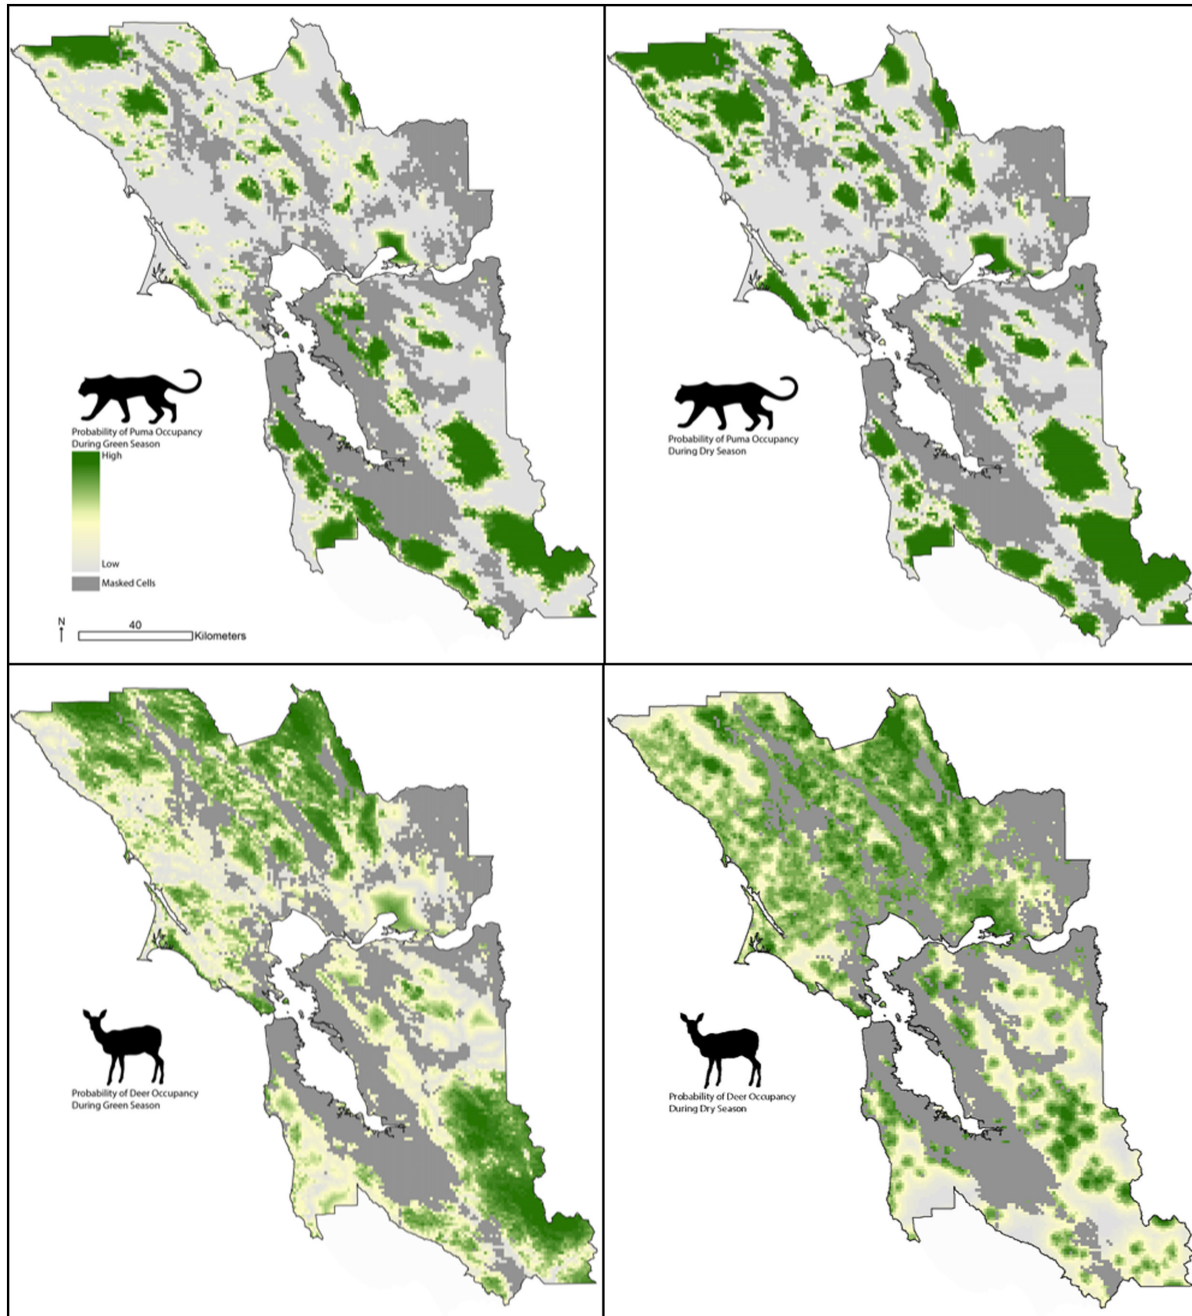 Probability of Puma Occupancy
During Green Season
High
Low
Masked Cells
N
40
Kilometers
Probability of Puma Occupancy
During Dry Season
Probability of Deer Occupancy
During Green Season
Probability of Deer Occupancy
During Dry Season